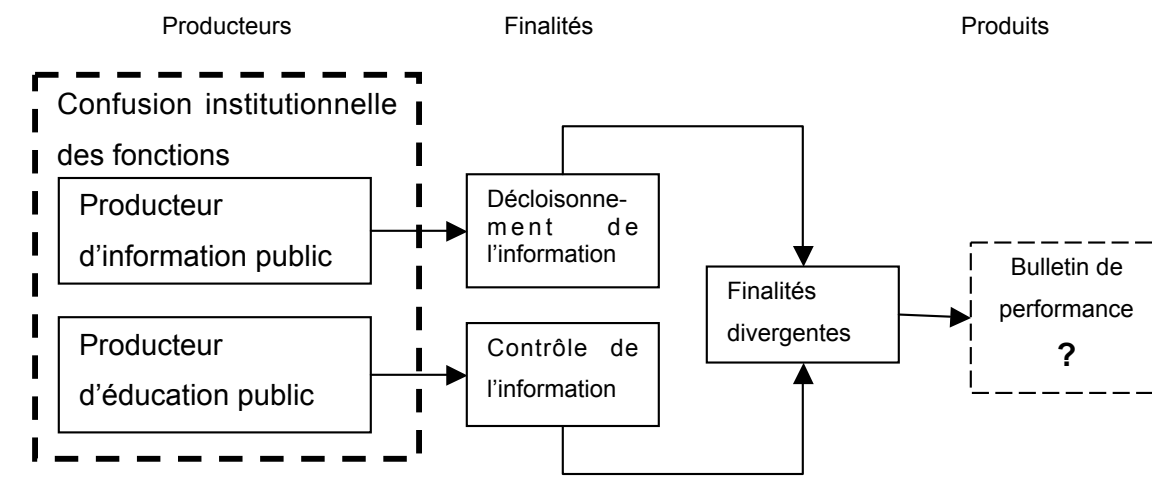 Producteurs
Finalités
Produits
Confusion institutionnelle
des fonctions
Producteur
d'information public
Décloisonne-
ment de
l'information
Producteur
d'éducation public
Contrôle de
l'information
Finalités
divergentes
Bulletin de
performance
?